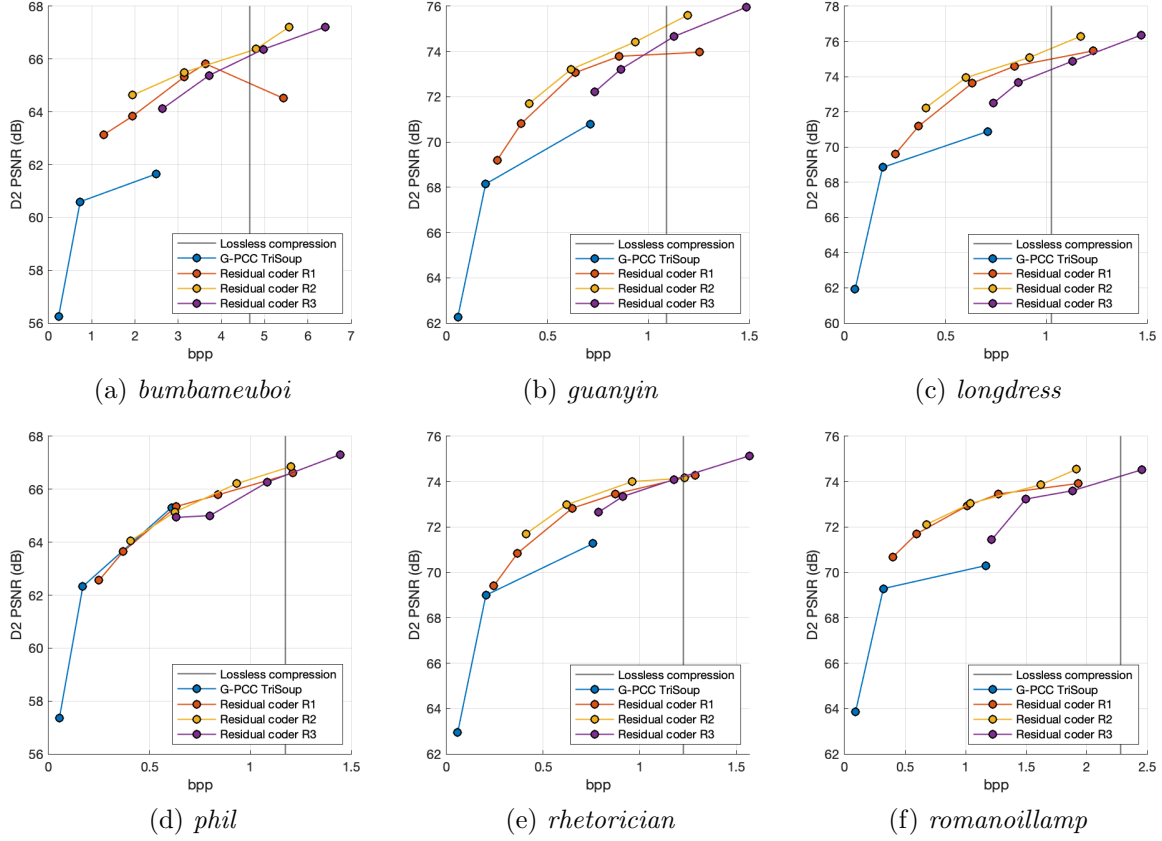 68
66
64
62
60
58
56
0 1 2 3 4 5 6 7
D2 PSNR (dB)
bpp
Lossless compression
G-PCC TriSoup
Residual coder R1
Residual coder R2
Residual coder R3
(a) bumbameuboi
76
74
72
70
68
66
64
62
0 0.5 1 1.5
D2 PSNR (dB)
bpp
Lossless compression
G-PCC TriSoup
Residual coder R1
Residual coder R2
Residual coder R3
(b) guanyin
78
76
74
72
70
68
66
64
62
60
0 0.5 1 1.5
D2 PSNR (dB)
bpp
Lossless compression
G-PCC TriSoup
Residual coder R1
Residual coder R2
Residual coder R3
(c) longdress
68
66
64
62
60
58
56
0 0.5 1 1.5
D2 PSNR (dB)
bpp
Lossless compression
G-PCC TriSoup
Residual coder R1
Residual coder R2
Residual coder R3
(d) phil
76
74
72
70
68
66
64
62
0 0.5 1 1.5
D2 PSNR (dB)
bpp
Lossless compression
G-PCC TriSoup
Residual coder R1
Residual coder R2
Residual coder R3
(e) rhetorician
76
74
72
70
68
66
64
62
0 0.5 1 1.5 2 2.5
D2 PSNR (dB)
bpp
Lossless compression
G-PCC TriSoup
Residual coder R1
Residual coder R2
Residual coder R3
(f) romanoillamp